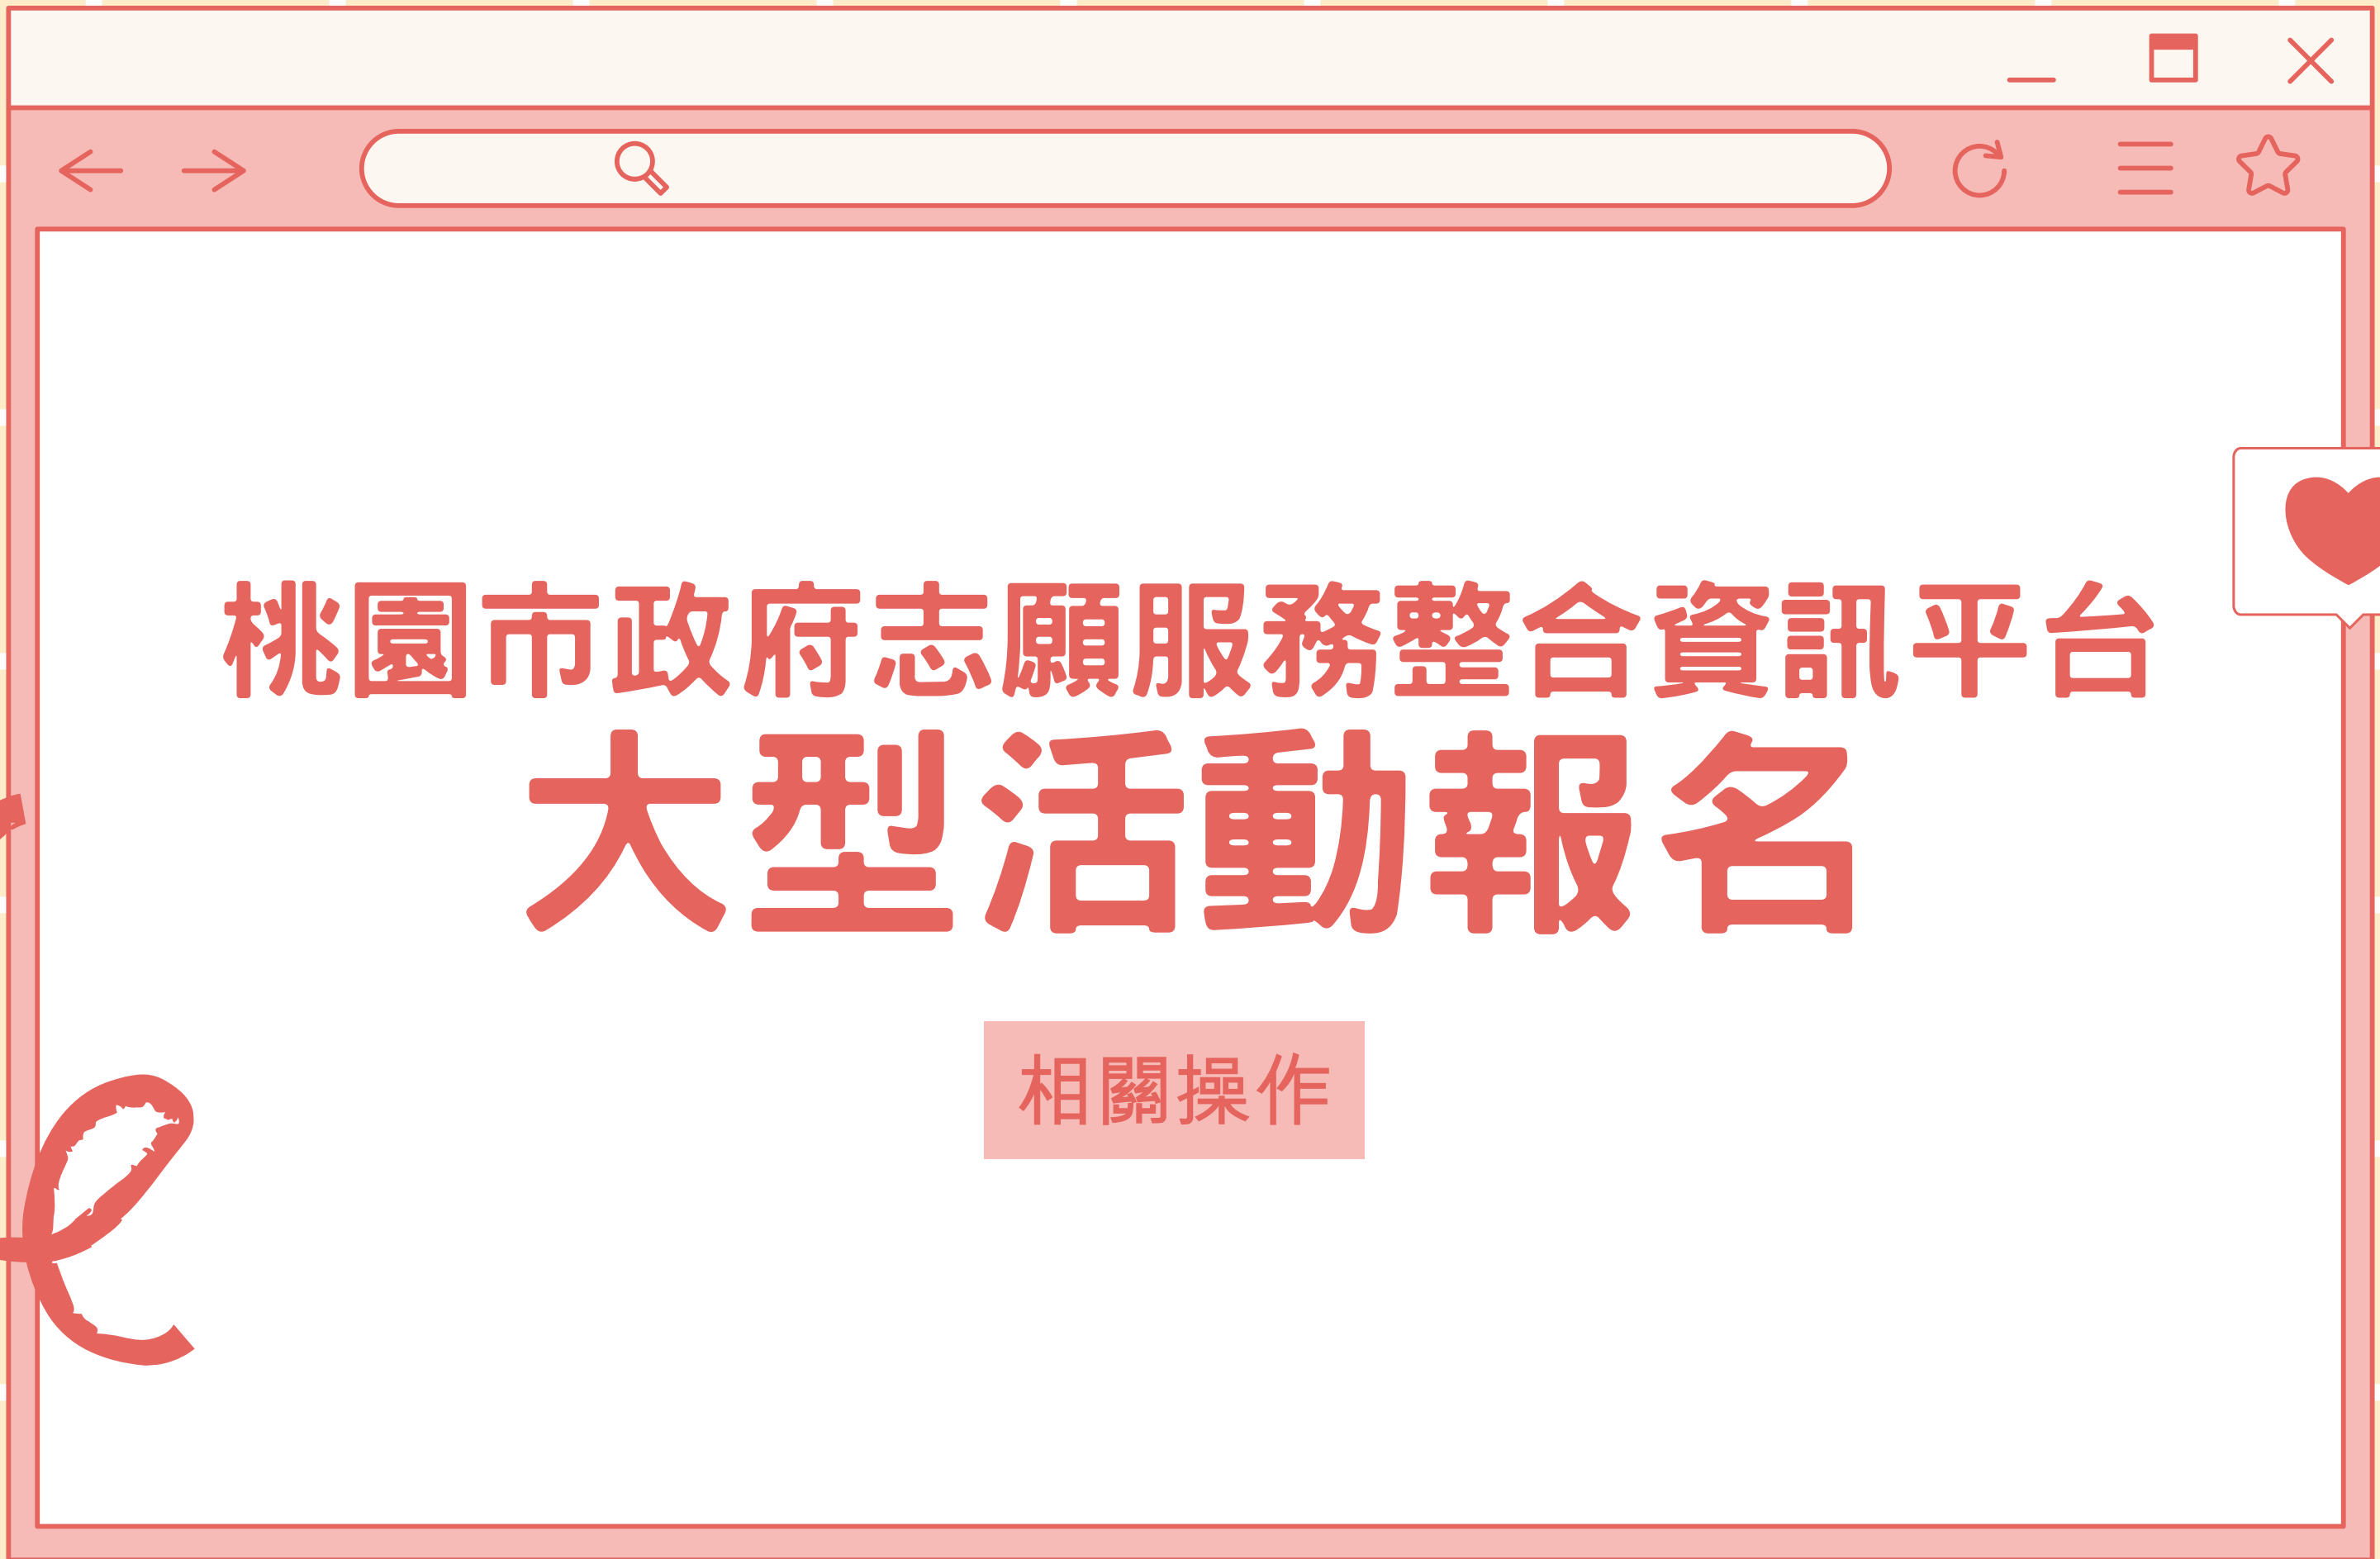 桃園市政府志願服務整合資訊平台
大型活動報名
相關操作